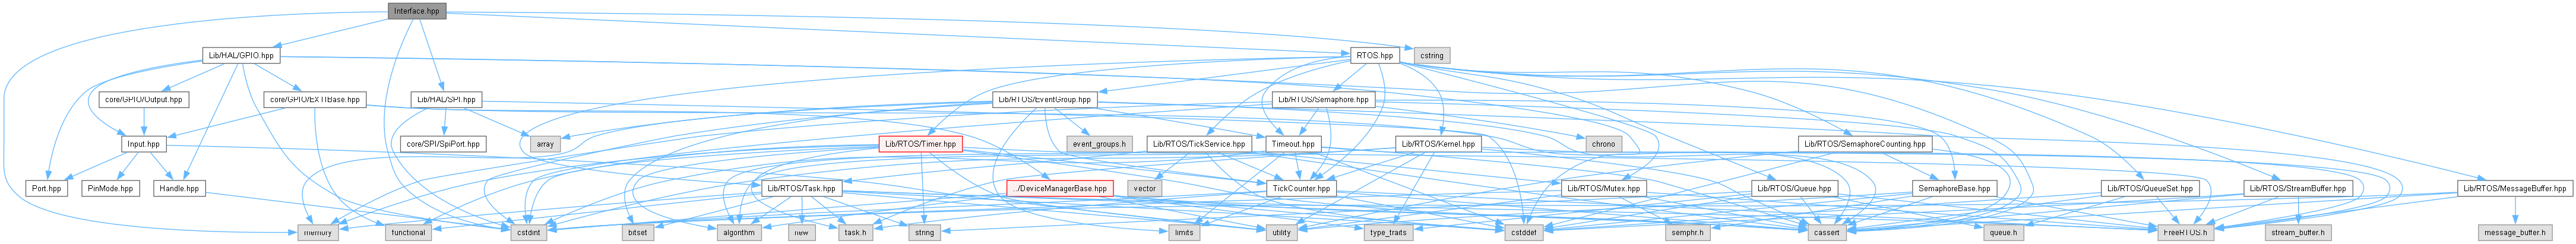 Interface.hpp
Lib/HAL/GPIO.hpp
RTOS.hpp
cstring
core/GPIO/Output.hpp
core/GPIO/EXTIBase.hpp
Lib/HAL/SPI.hpp
Lib/RTOS/EventGroup.hpp
Lib/RTOS/Semaphore.hpp
Input.hpp
core/SPI/SpiPort.hpp
array
Lib/RTOS/Timer.hpp
event_groups.h
Lib/RTOS/TickService.hpp
Timeout.hpp
Lib/RTOS/Kernel.hpp
chrono
Lib/RTOS/SemaphoreCounting.hpp
Port.hpp
PinMode.hpp
Handle.hpp
Lib/RTOS/Task.hpp
../DeviceManagerBase.hpp
vector
TickCounter.hpp
Lib/RTOS/Mutex.hpp
Lib/RTOS/Queue.hpp
SemaphoreBase.hpp
Lib/RTOS/QueueSet.hpp
Lib/RTOS/StreamBuffer.hpp
Lib/RTOS/MessageBuffer.hpp
memory
functional
cstdint
bitset
algorithm
new
task.h
string
limits
utility
type_traits
cstddef
semphr.h
cassert
queue.h
FreeRTOS.h
stream_buffer.h
message_buffer.h